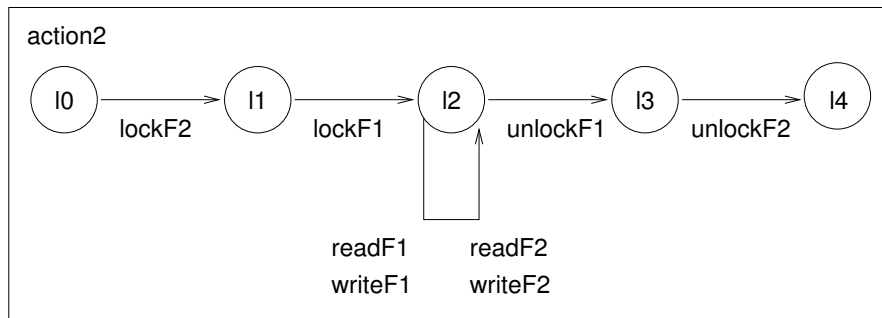 action2
l0 l1 l2 l3 l4
lockF2 lockF1 unlockF1 unlockF2
readF1 readF2
writeF1 writeF2